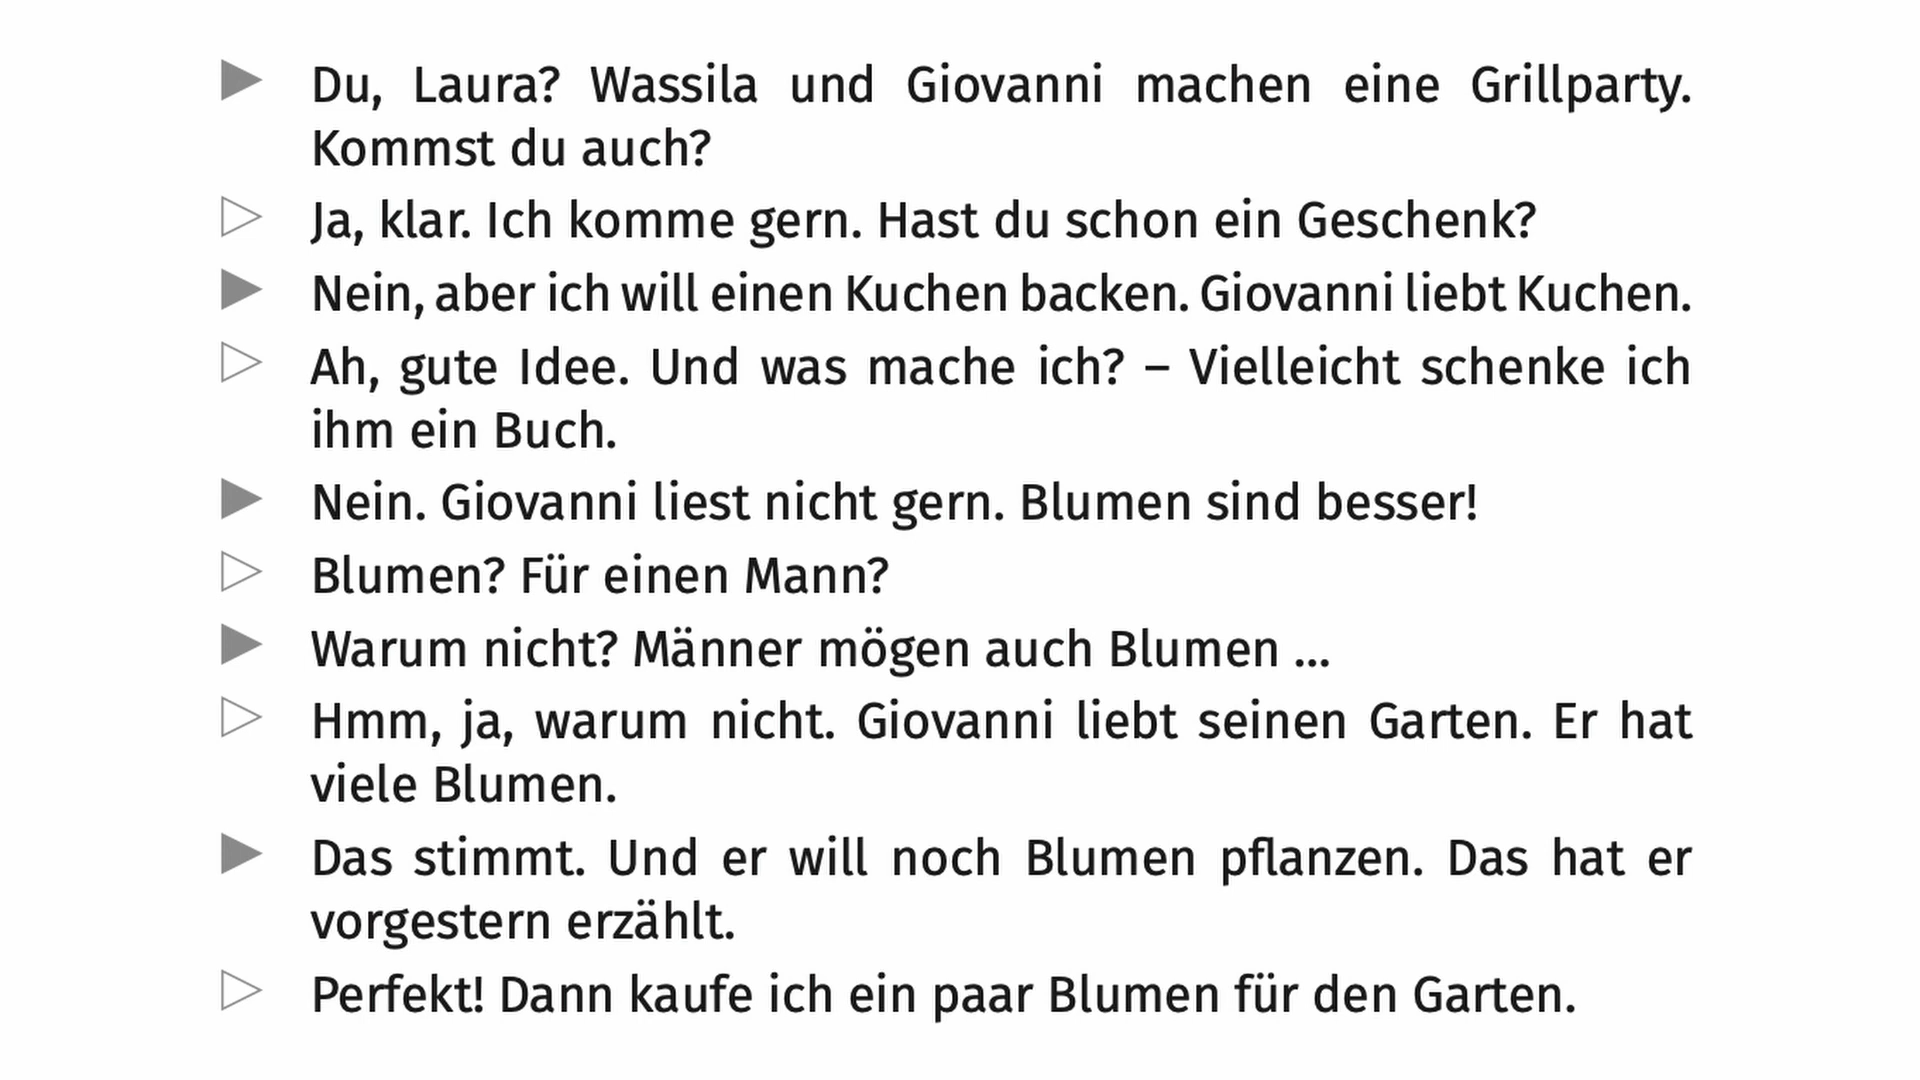 Du, Laura? Wassila und Giovanni machen eine Grillparty.
Kommst du auch?
Ja, klar. Ich komme gern. Hast du schon ein Geschenk?
Nein, aber ich will einen Kuchen backen. Giovanni liebt Kuchen.
Ah, gute Idee. Und was mache ich? – Vielleicht schenke ich
ihm ein Buch.
Nein. Giovanni liest nicht gern. Blumen sind besser!
Blumen? Für einen Mann?
Warum nicht? Männer mögen auch Blumen ...
Hmm, ja, warum nicht. Giovanni liebt seinen Garten. Er hat
viele Blumen.
Das stimmt. Und er will noch Blumen pflanzen. Das hat er
vorgestern erzählt.
Perfekt! Dann kaufe ich ein paar Blumen für den Garten.